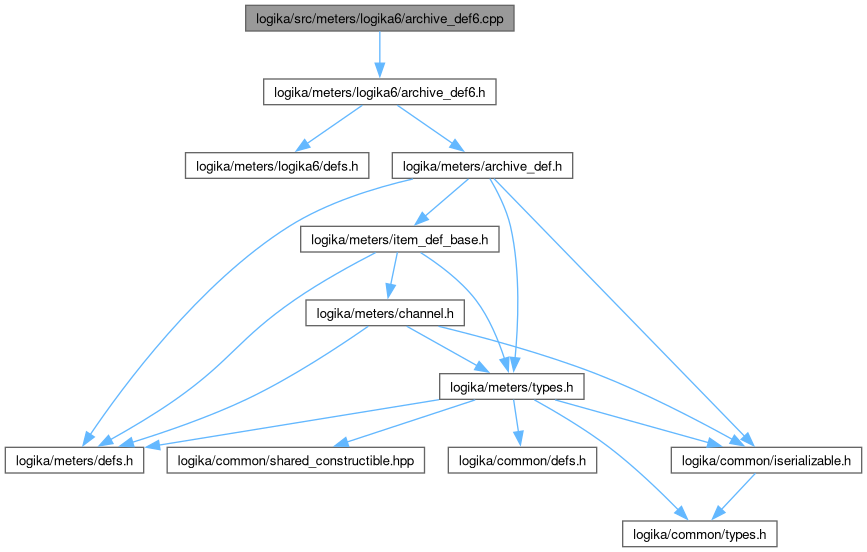 logika/src/meters/logika6/archive_def6.cpp
logika/meters/logika6/archive_def6.h
logika/meters/logika6/defs.h
logika/meters/archive_def.h
logika/meters/item_def_base.h
logika/meters/channel.h
logika/meters/types.h
logika/meters/defs.h
logika/common/shared_constructible.hpp
logika/common/defs.h
logika/common/iserializable.h
logika/common/types.h